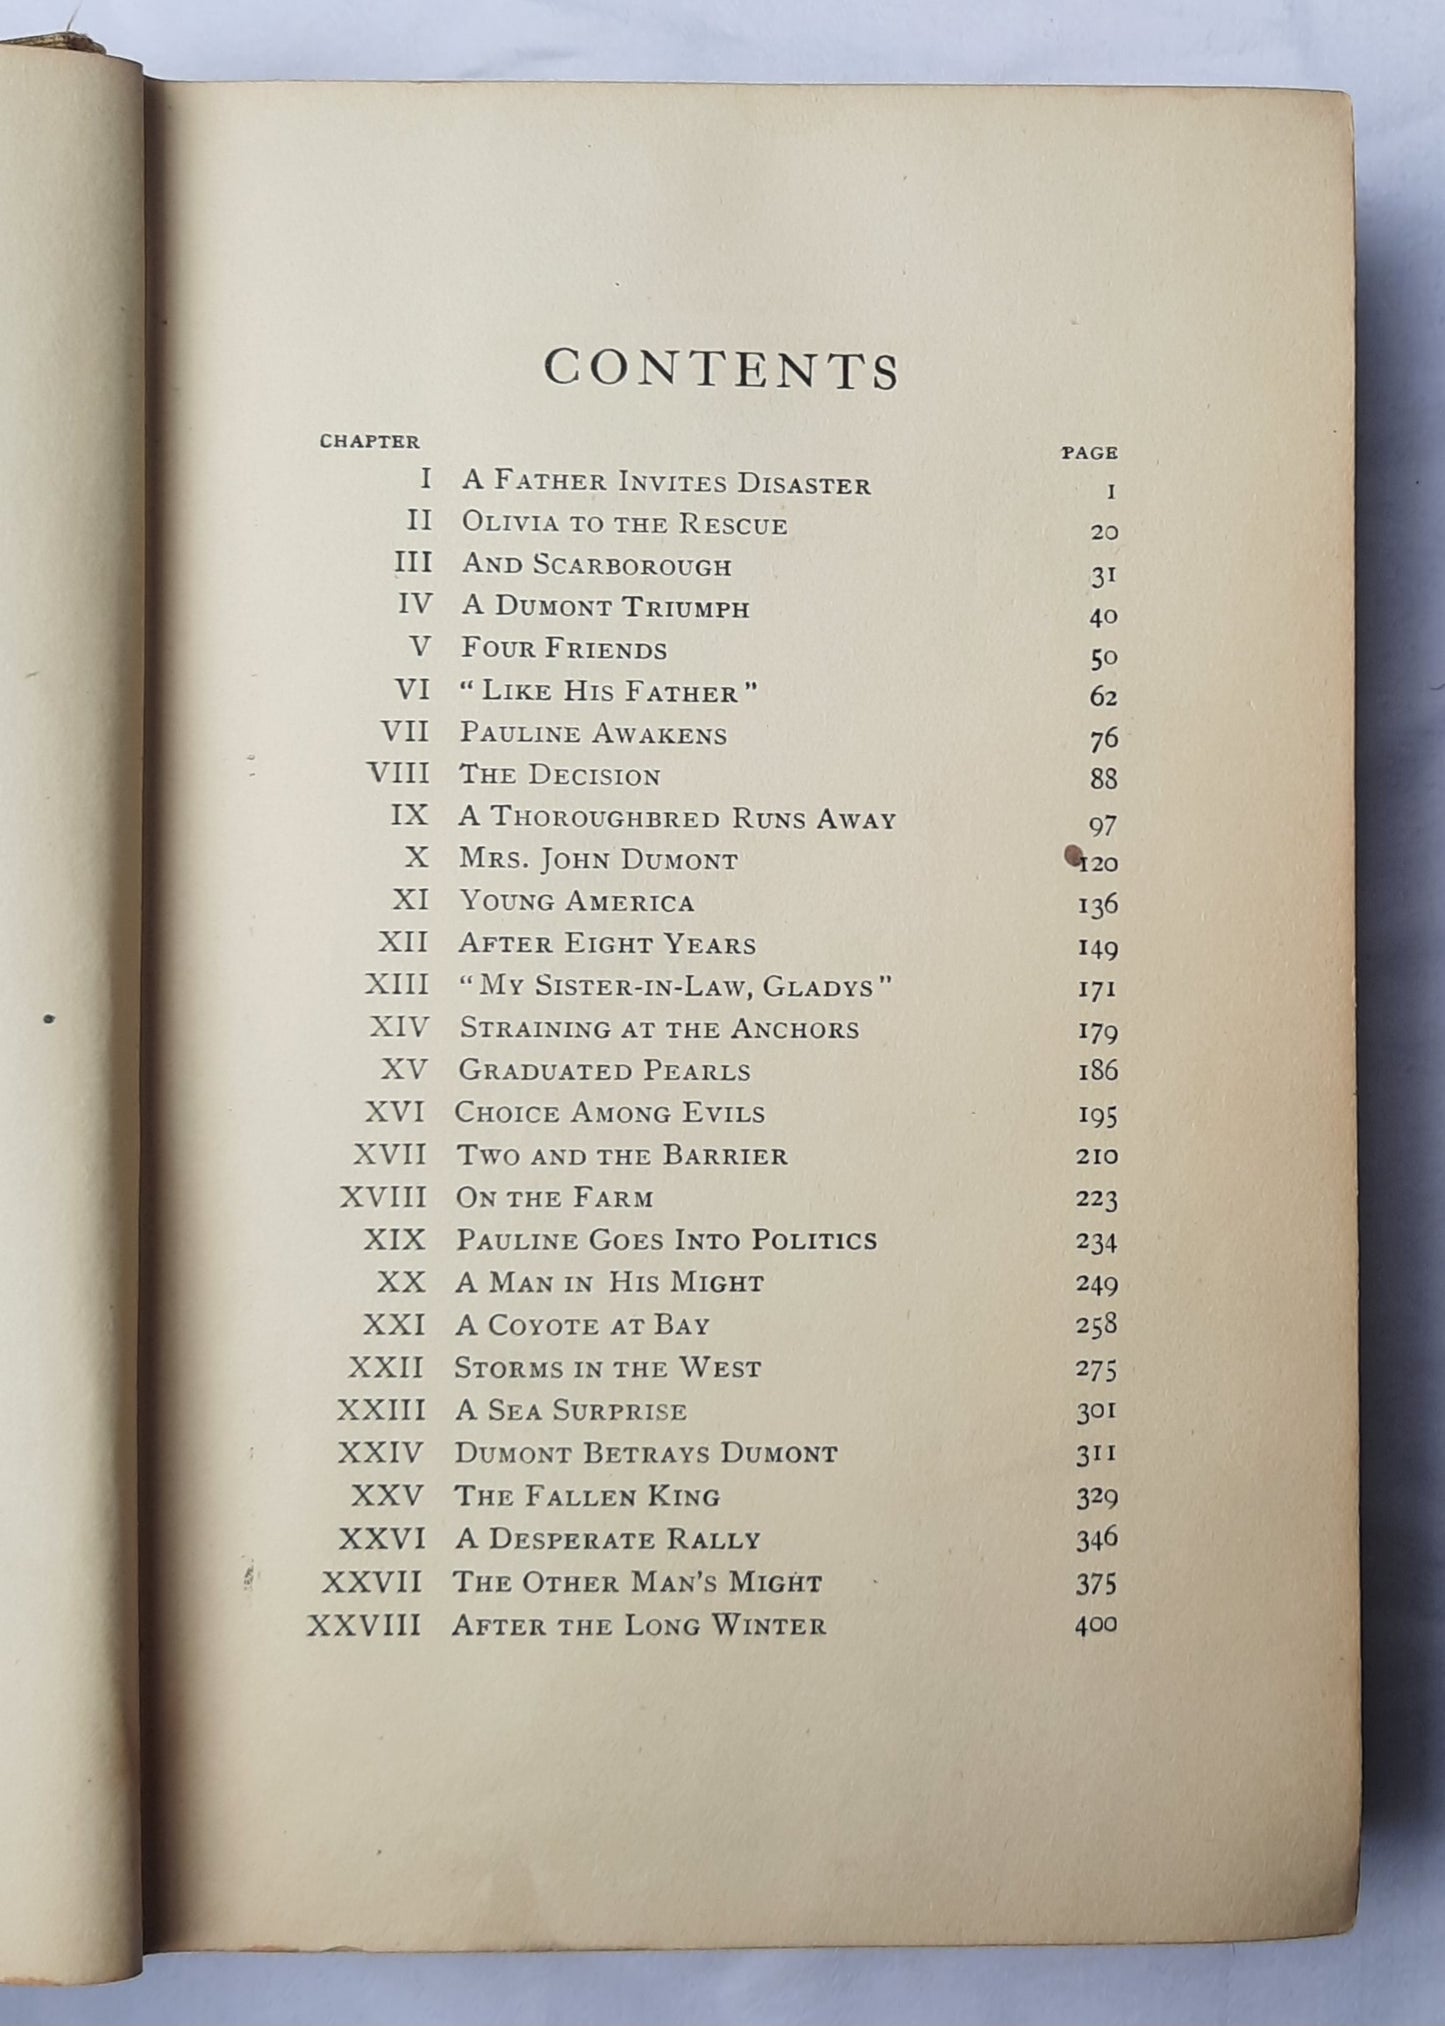 CONTENTS
CHAPTER PAGE
I A FATHER INVITES DISASTER 1
II OLIVIA TO THE RESCUE 20
III AND SCARBOROUGH 31
IV A DUMONT TRIUMPH 40
V FOUR FRIENDS 50
VI "LIKE HIS FATHER" 62
VII PAULINE AWAKENS 76
VIII THE DECISION 88
IX A THOROUGHBRED RUNS AWAY 97
X MRS. JOHN DUMONT 120
XI YOUNG AMERICA 136
XII AFTER EIGHT YEARS 149
XIII "MY SISTER-IN-LAW, GLADYS" 171
XIV STRAINING AT THE ANCHORS 179
XV GRADUATED PEARLS 186
XVI CHOICE AMONG EVILS 195
XVII TWO AND THE BARRIER 210
XVIII ON THE FARM 223
XIX PAULINE GOES INTO POLITICS 234
XX A MAN IN HIS MIGHT 249
XXI A COYOTE AT BAY 258
XXII STORMS IN THE WEST 275
XXIII A SEA SURPRISE 301
XXIV DUMONT BETRAYS DUMONT 311
XXV THE FALLEN KING 329
XXVI A DESPERATE RALLY 346
XXVII THE OTHER MAN'S MIGHT 375
XXVIII AFTER THE LONG WINTER 400